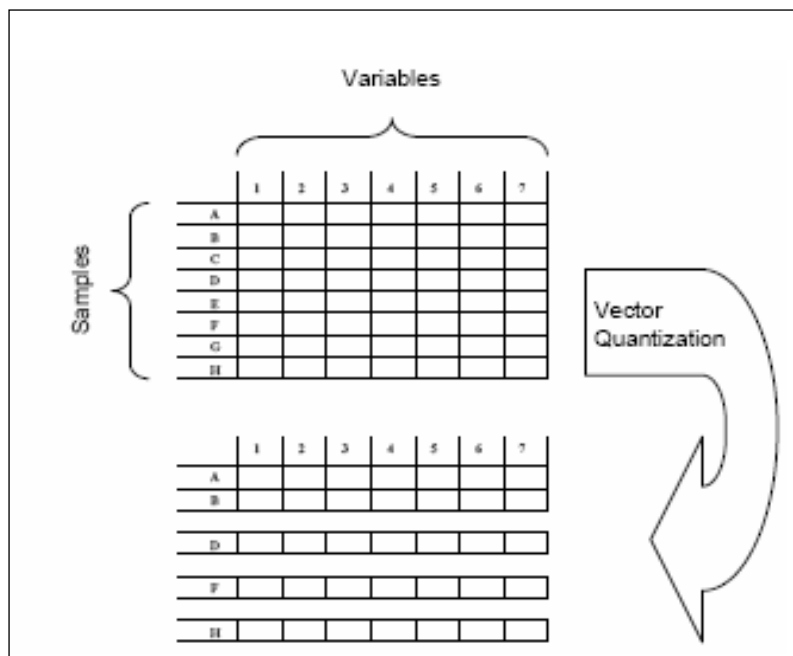 Variables
1 2 3 4 5 6 7
Samples
A
B
C
D
E
F
G
H
Vector
Quantization
1 2 3 4 5 6 7
A
B
D
F
H